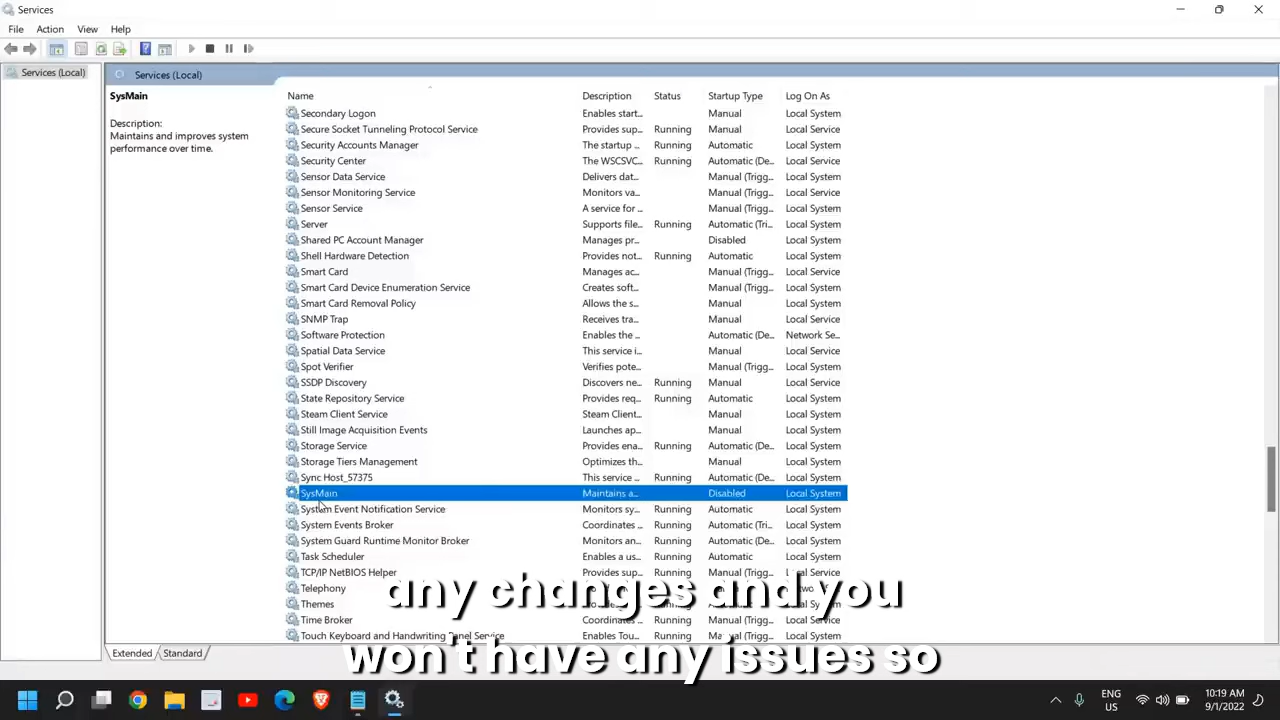 Services
File Action View Help
Services (Local)
Services (Local)
SysMain
Description:
Maintains and improves system
performance over time.
Name Description Status Startup Type Log On As
Secondary Logon Enables start... Manual Local System
Secure Socket Tunneling Protocol Service Provides sup... Running Manual Local Service
Security Accounts Manager The startup ... Running Automatic Local System
Security Center The WSCSVC... Running Automatic (De... Local Service
Sensor Data Service Delivers dat... Manual (Trigg... Local System
Sensor Monitoring Service Monitors va... Manual (Trigg... Local Service
Sensor Service A service for ... Manual (Trigg... Local System
Server Supports file... Running Automatic (Tri... Local System
Shared PC Account Manager Manages pr... Disabled Local System
Shell Hardware Detection Provides not... Running Automatic Local System
Smart Card Manages ac... Manual (Trigg... Local Service
Smart Card Device Enumeration Service Creates soft... Manual (Trigg... Local System
Smart Card Removal Policy Allows the s... Manual Local System
SNMP Trap Receives tra... Manual Local Service
Software Protection Enables the ... Automatic (De... Network Se...
Spatial Data Service This service i... Manual Local Service
Spot Verifier Verifies pote... Manual (Trigg... Local System
SSDP Discovery Discovers ne... Running Manual Local Service
State Repository Service Provides req... Running Automatic Local System
Steam Client Service Steam Client... Manual Local System
Still Image Acquisition Events Launches ap... Manual Local System
Storage Service Provides ena... Running Automatic (De... Local System
Storage Tiers Management Optimizes th... Manual Local System
Sync Host_57375 This service ... Running Automatic (De... Local System
SysMain Maintains a... Disabled Local System
System Event Notification Service Monitors sy... Running Automatic Local System
System Events Broker Coordinates ... Running Automatic (Tri... Local System
System Guard Runtime Monitor Broker Monitors an... Running Automatic (De... Local System
Task Scheduler Enables a us... Running Automatic Local System
TCP/IP NetBIOS Helper Provides sup... Running Manual (Trigg... Local Service
Telephony
Themes
Time Broker Coordinates ... Running Manual (Trigg... Local Service
Touch Keyboard and Handwriting Panel Service Enables Tou... Running Manual (Trigg... Local System
any changes and you
won't have any issues so
Extended Standard
ENG
US
10:19 AM
9/1/2022